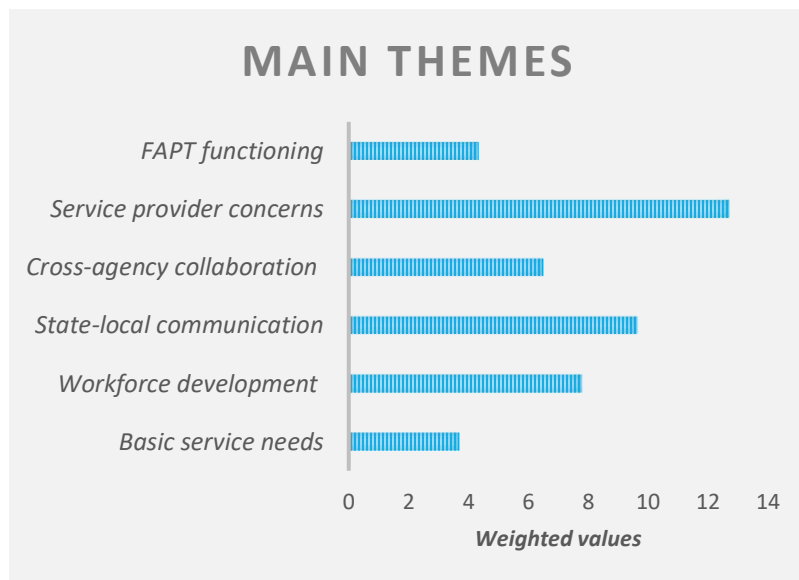 MAIN THEMES
FAPT functioning
Service provider concerns
Cross-agency collaboration
State-local communication
Workforce development
Basic service needs
0 2 4 6 8 10 12 14
Weighted values